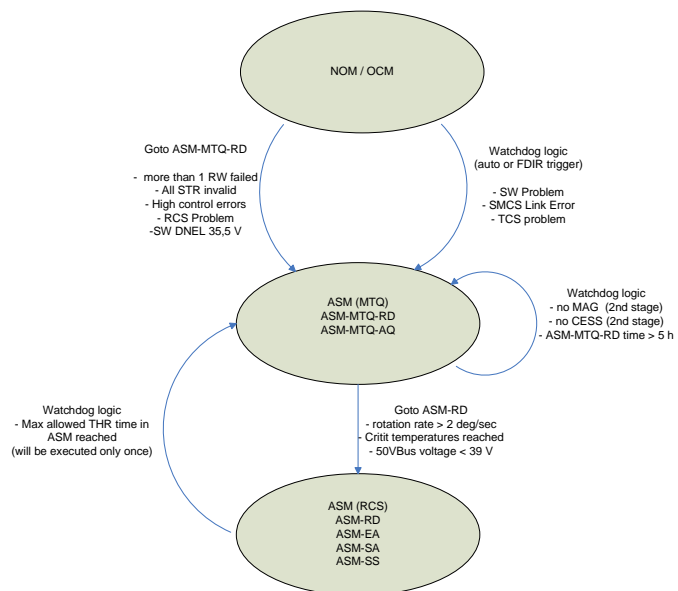 NOM / OCM
Goto ASM-MTQ-RD
- more than 1 RW failed
- All STR invalid
- High control errors
- RCS Problem
-SW DNEL 35,5 V
Watchdog logic
(auto or FDIR trigger)
- SW Problem
- SMCS Link Error
- TCS problem
ASM (MTQ)
ASM-MTQ-RD
ASM-MTQ-AQ
Watchdog logic
- no MAG (2nd stage)
- no CESS (2nd stage)
- ASM-MTQ-RD time > 5 h
Watchdog logic
- Max allowed THR time in
ASM reached
(will be executed only once)
Goto ASM-RD
- rotation rate > 2 deg/sec
- Critit temperatures reached
- 50VBus voltage < 39 V
ASM (RCS)
ASM-RD
ASM-EA
ASM-SA
ASM-SS